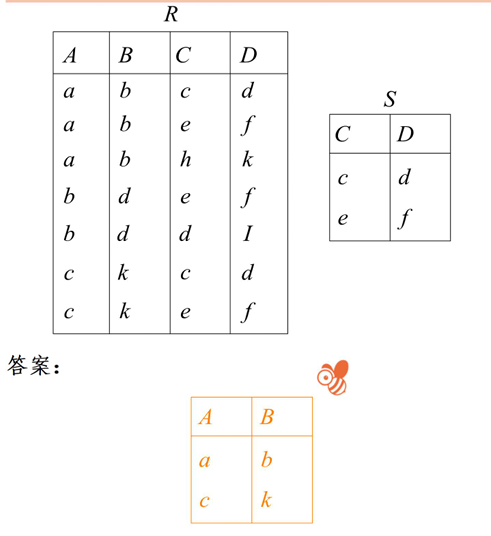 R
A B C D
a b c d
a b e f
a b h k
b d e f
b d d I
c k c d
c k e f
S
C D
c d
e f
答案：
A B
a b
c k